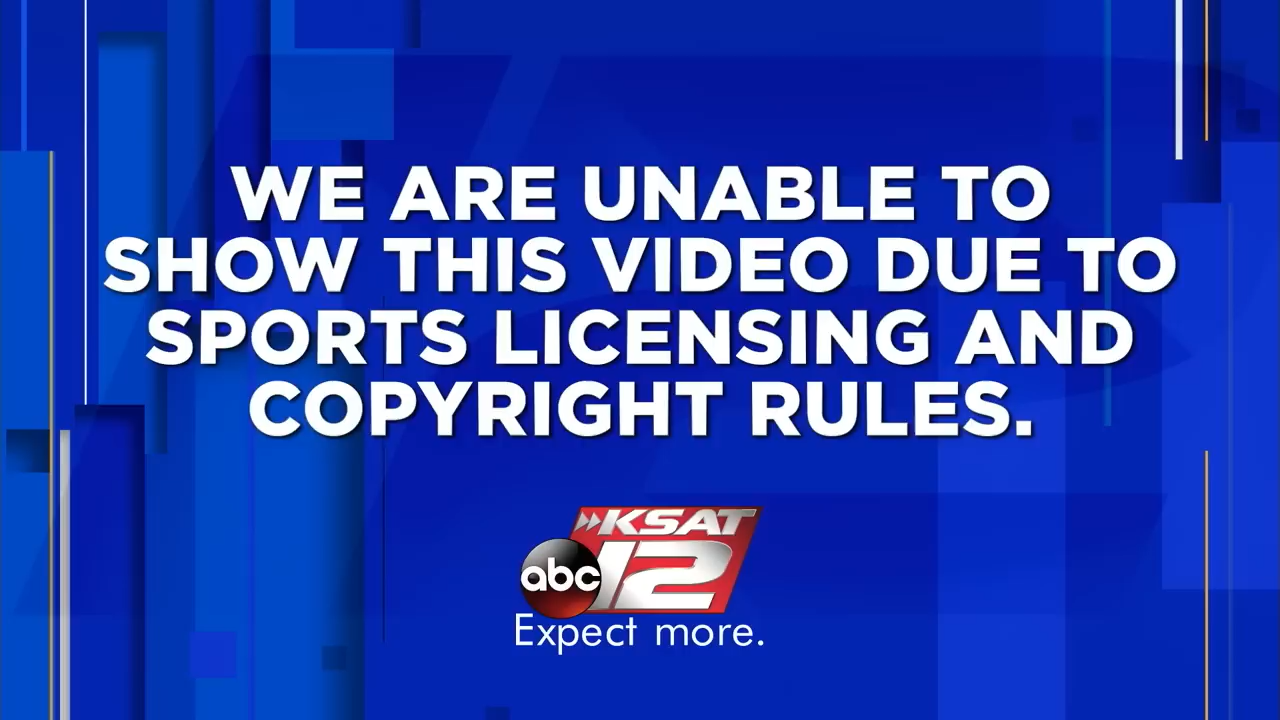 WE ARE UNABLE TO
SHOW THIS VIDEO DUE TO
SPORTS LICENSING AND
COPYRIGHT RULES.
KSAT
abc 12
Expect more.